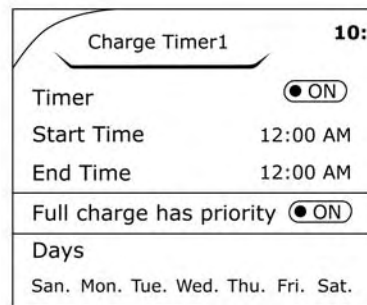 Charge Timer1 10:
Timer ON
Start Time 12:00 AM
End Time 12:00 AM
Full charge has priority ON
Days
San. Mon. Tue. Wed. Thu. Fri. Sat.